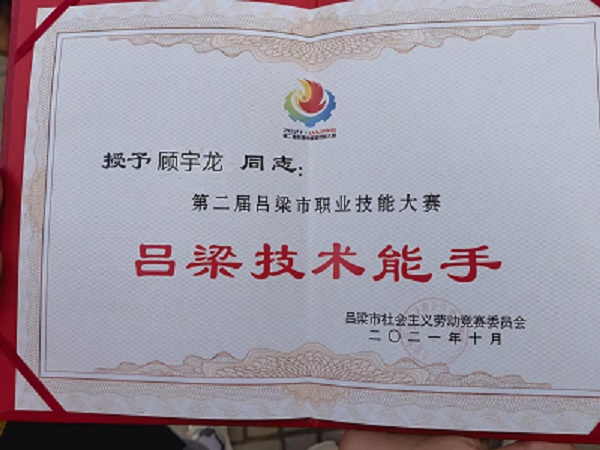 授予 顾宇龙 同志:
第二届吕梁市职业技能大赛
吕梁技术能手
吕梁市社会主义劳动竞赛委员会
二〇二一年十月